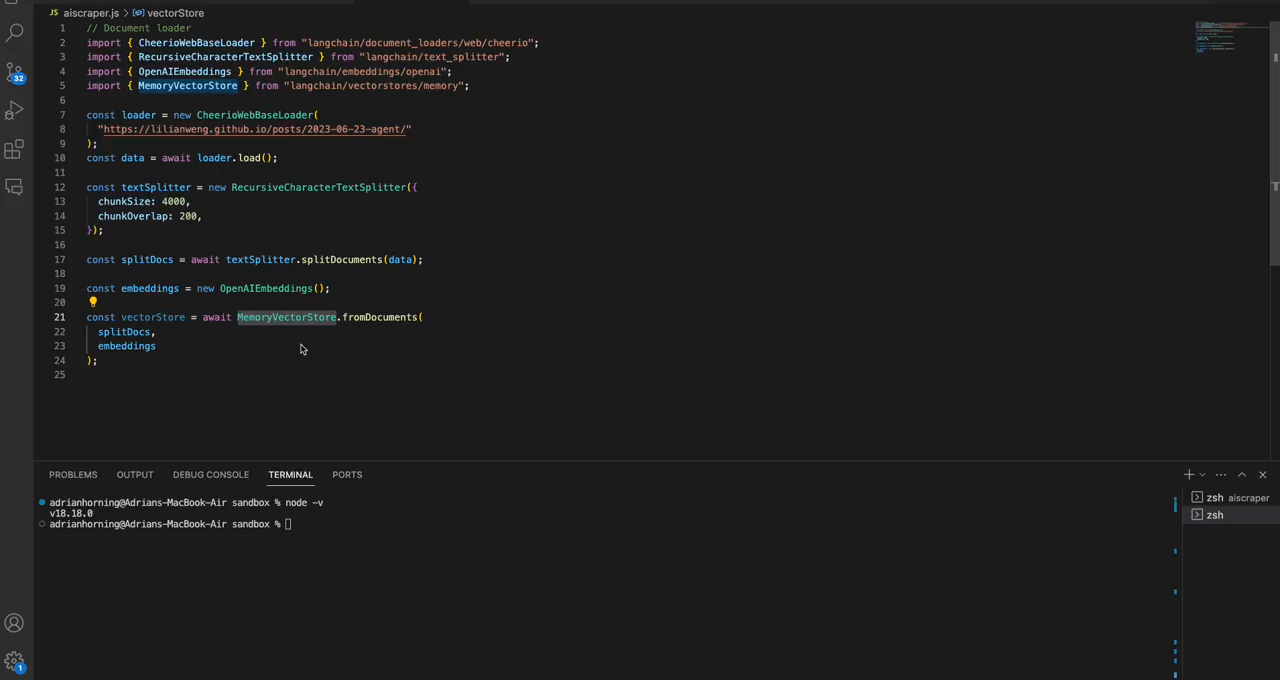 JS aiscraper.js > vectorStore
1 // Document loader
2 import { CheerioWebBaseLoader } from "langchain/document_loaders/web/cheerio";
3 import { RecursiveCharacterTextSplitter } from "langchain/text_splitter";
4 import { OpenAIEmbeddings } from "langchain/embeddings/openai";
5 import { MemoryVectorStore } from "langchain/vectorstores/memory";
6
7 const loader = new CheerioWebBaseLoader(
8 "https://lilianweng.github.io/posts/2023-06-23-agent/"
9 );
10 const data = await loader.load();
11
12 const textSplitter = new RecursiveCharacterTextSplitter({
13 chunkSize: 4000,
14 chunkOverlap: 200,
15 });
16
17 const splitDocs = await textSplitter.splitDocuments(data);
18
19 const embeddings = new OpenAIEmbeddings();
20
21 const vectorStore = await MemoryVectorStore.fromDocuments(
22 splitDocs,
23 embeddings
24 );
25
32
PROBLEMS OUTPUT DEBUG CONSOLE TERMINAL PORTS
adrianhorning@Adrians-MacBook-Air sandbox % node -v
v18.18.0
adrianhorning@Adrians-MacBook-Air sandbox %
zsh aiscraper
zsh
1